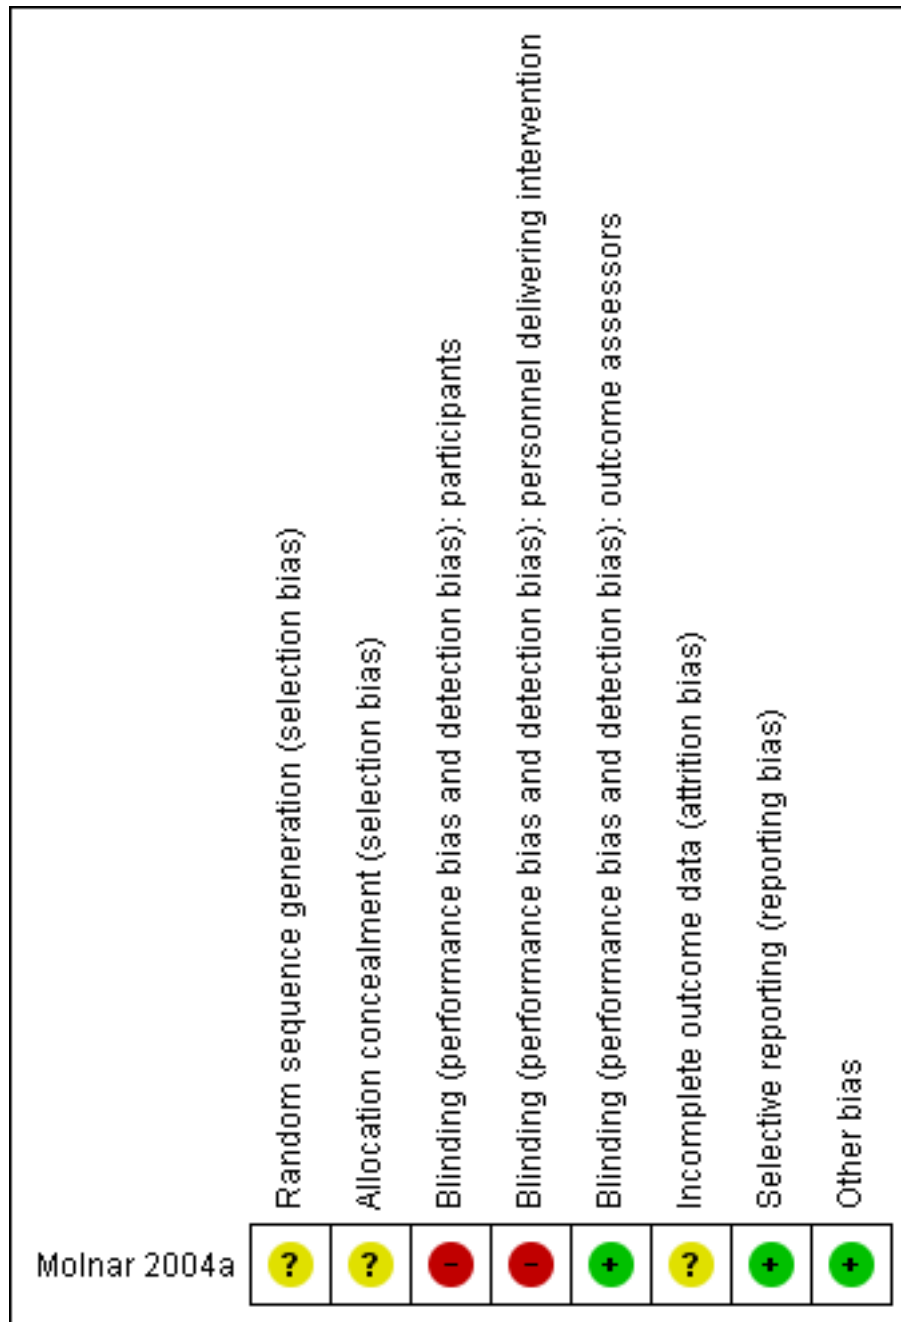 Random sequence generation (selection bias)
Allocation concealment (selection bias)
Blinding (performance bias and detection bias): participants
Blinding (performance bias and detection bias): personnel delivering intervention
Blinding (performance bias and detection bias): outcome assessors
Incomplete outcome data (attrition bias)
Selective reporting (reporting bias)
Other bias
Molnar 2004a ? ? - - + ? + +